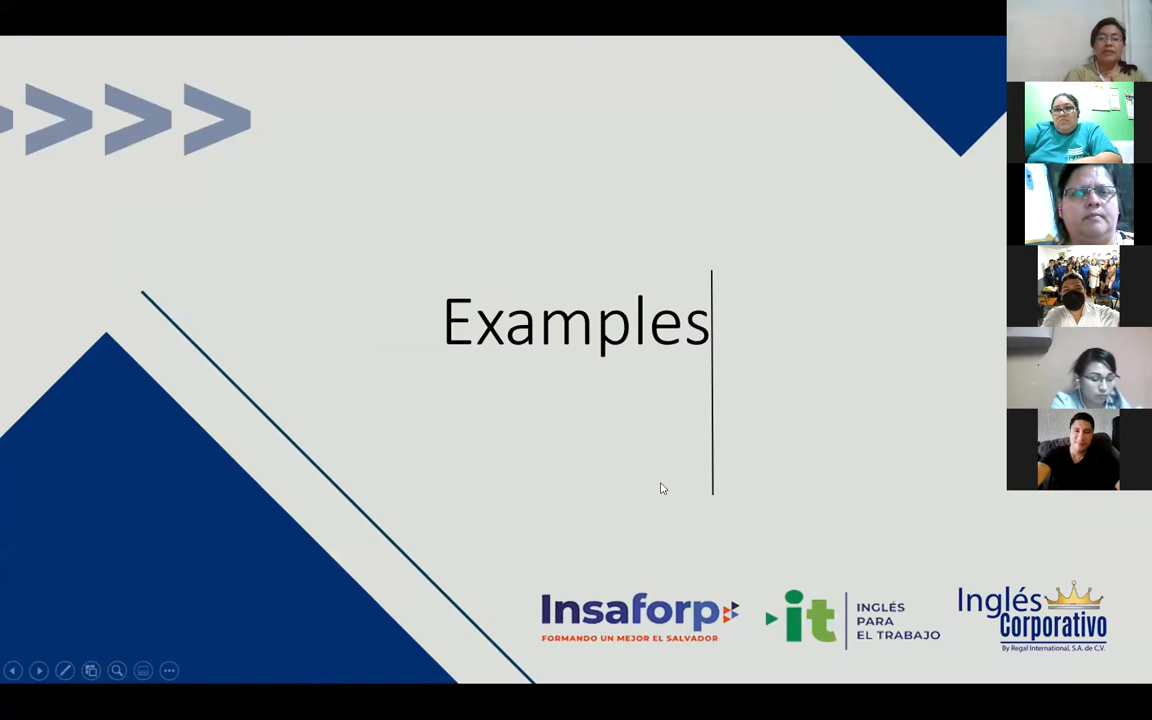 Examples
Insaforp
FORMANDO UN MEJOR EL SALVADOR
it
INGLÉS
PARA
EL TRABAJO
Inglés
Corporativo
By Regal International, S.A. de C.V.